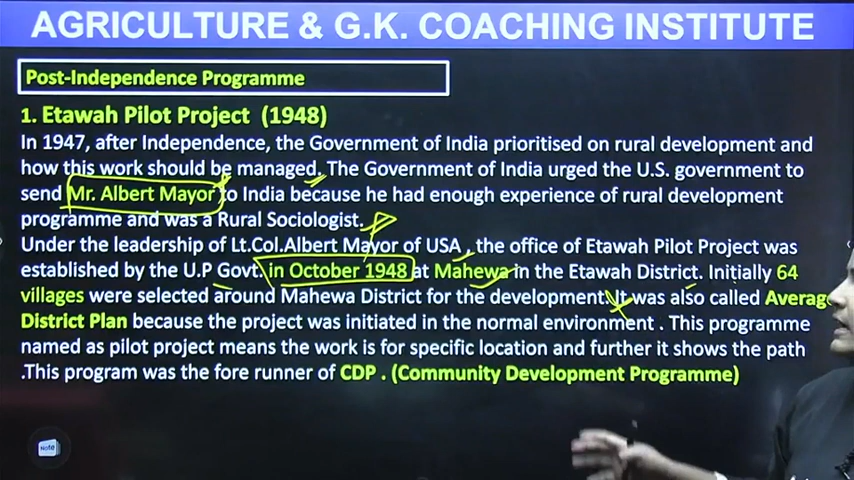 AGRICULTURE & G.K. COACHING INSTITUTE
Post-Independence Programme
1. Etawah Pilot Project (1948)
In 1947, after Independence, the Government of India prioritised on rural development and
how this work should be managed. The Government of India urged the U.S. government to
send Mr. Albert Mayor to India because he had enough experience of rural development
programme and was a Rural Sociologist.
Under the leadership of Lt.Col.Albert Mayor of USA , the office of Etawah Pilot Project was
established by the U.P Govt. in October 1948 at Mahewa in the Etawah District. Initially 64
villages were selected around Mahewa District for the development. It was also called Average
District Plan because the project was initiated in the normal environment . This programme
named as pilot project means the work is for specific location and further it shows the path
.This program was the fore runner of CDP . (Community Development Programme)
Note